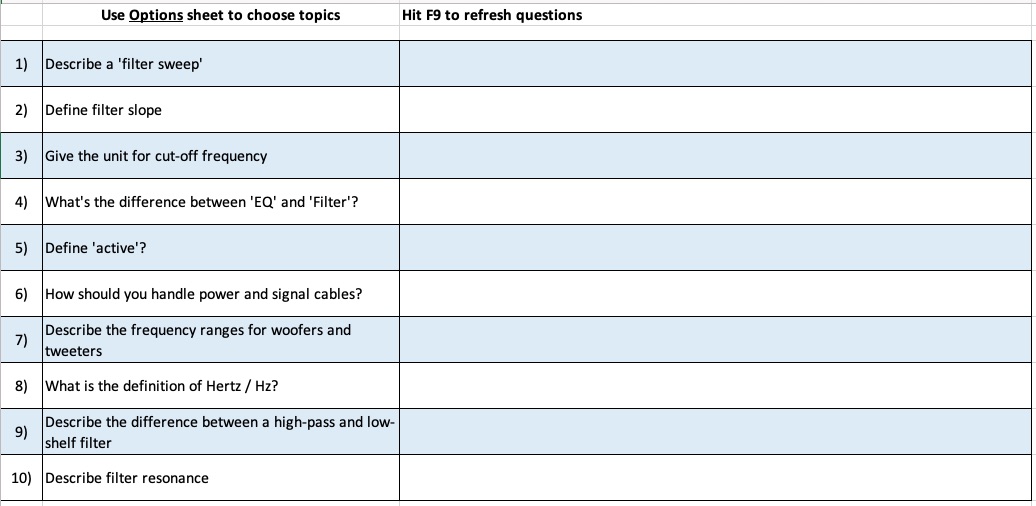 Use Options sheet to choose topics Hit F9 to refresh questions
1) Describe a 'filter sweep'
2) Define filter slope
3) Give the unit for cut-off frequency
4) What's the difference between 'EQ' and 'Filter'?
5) Define 'active'?
6) How should you handle power and signal cables?
7) Describe the frequency ranges for woofers and
tweeters
8) What is the definition of Hertz / Hz?
9) Describe the difference between a high-pass and low-
shelf filter
10) Describe filter resonance